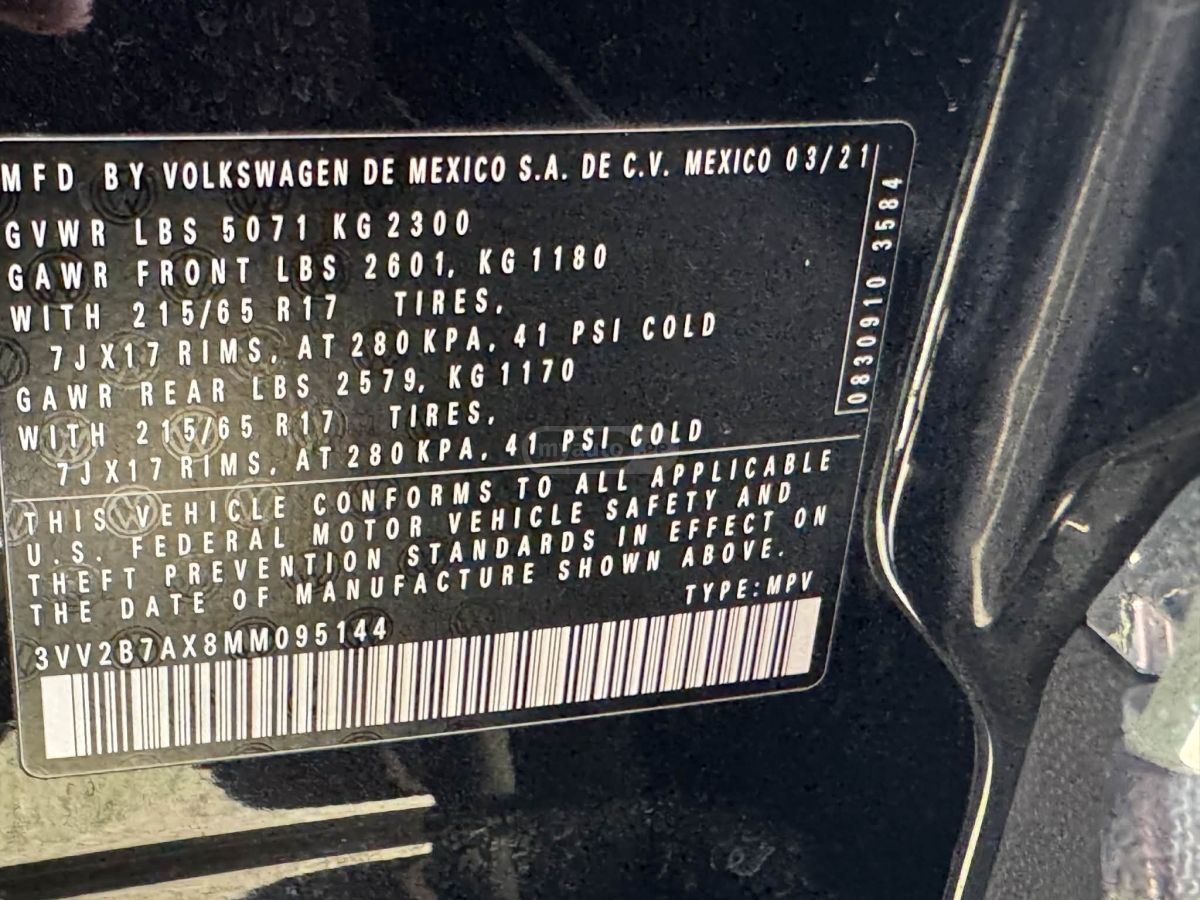 MFD BY VOLKSWAGEN DE MEXICO S.A. DE C.V. MEXICO 03/21
GVWR LBS 5071 KG 2300
GAWR FRONT LBS 2601, KG 1180
WITH 215/65 R17 TIRES,
7JX17 RIMS, AT 280 KPA, 41 PSI COLD
GAWR REAR LBS 2579, KG 1170
WITH 215/65 R17 TIRES,
7JX17 RIMS, AT 280 KPA, 41 PSI COLD
THIS VEHICLE CONFORMS TO ALL APPLICABLE
U.S. FEDERAL MOTOR VEHICLE SAFETY AND
THEFT PREVENTION STANDARDS IN EFFECT ON
THE DATE OF MANUFACTURE SHOWN ABOVE.
TYPE: MPV
3VV2B7AX8MM095144
0830910 3584